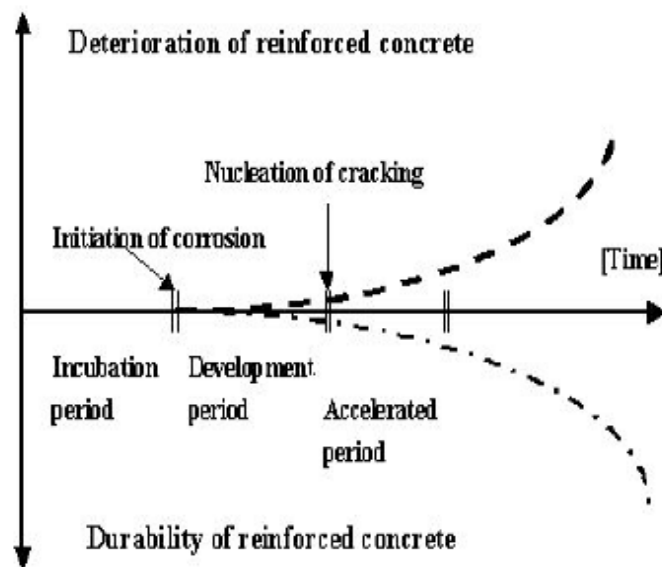 Deterioration of reinforced concrete
Nucleation of cracking
Initiation of corrosion
[Time]
Incubation
period
Development
period
Accelerated
period
Durability of reinforced concrete